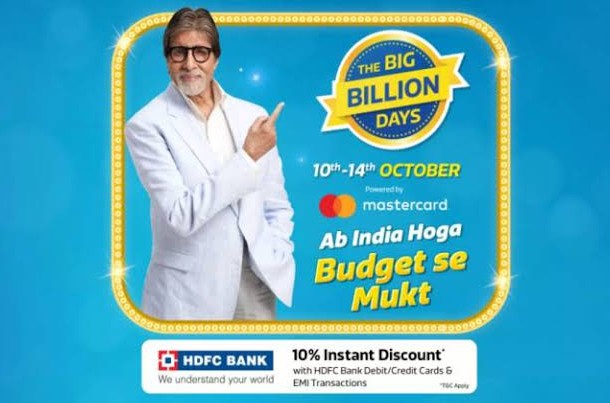 THE BIG
BILLION
DAYS
10th-14th OCTOBER
Powered by
mastercard
Ab India Hoga
Budget se
Mukt
HDFC BANK
We understand your world
10% Instant Discount*
with HDFC Bank Debit/Credit Cards &
EMI Transactions
*T&C Apply